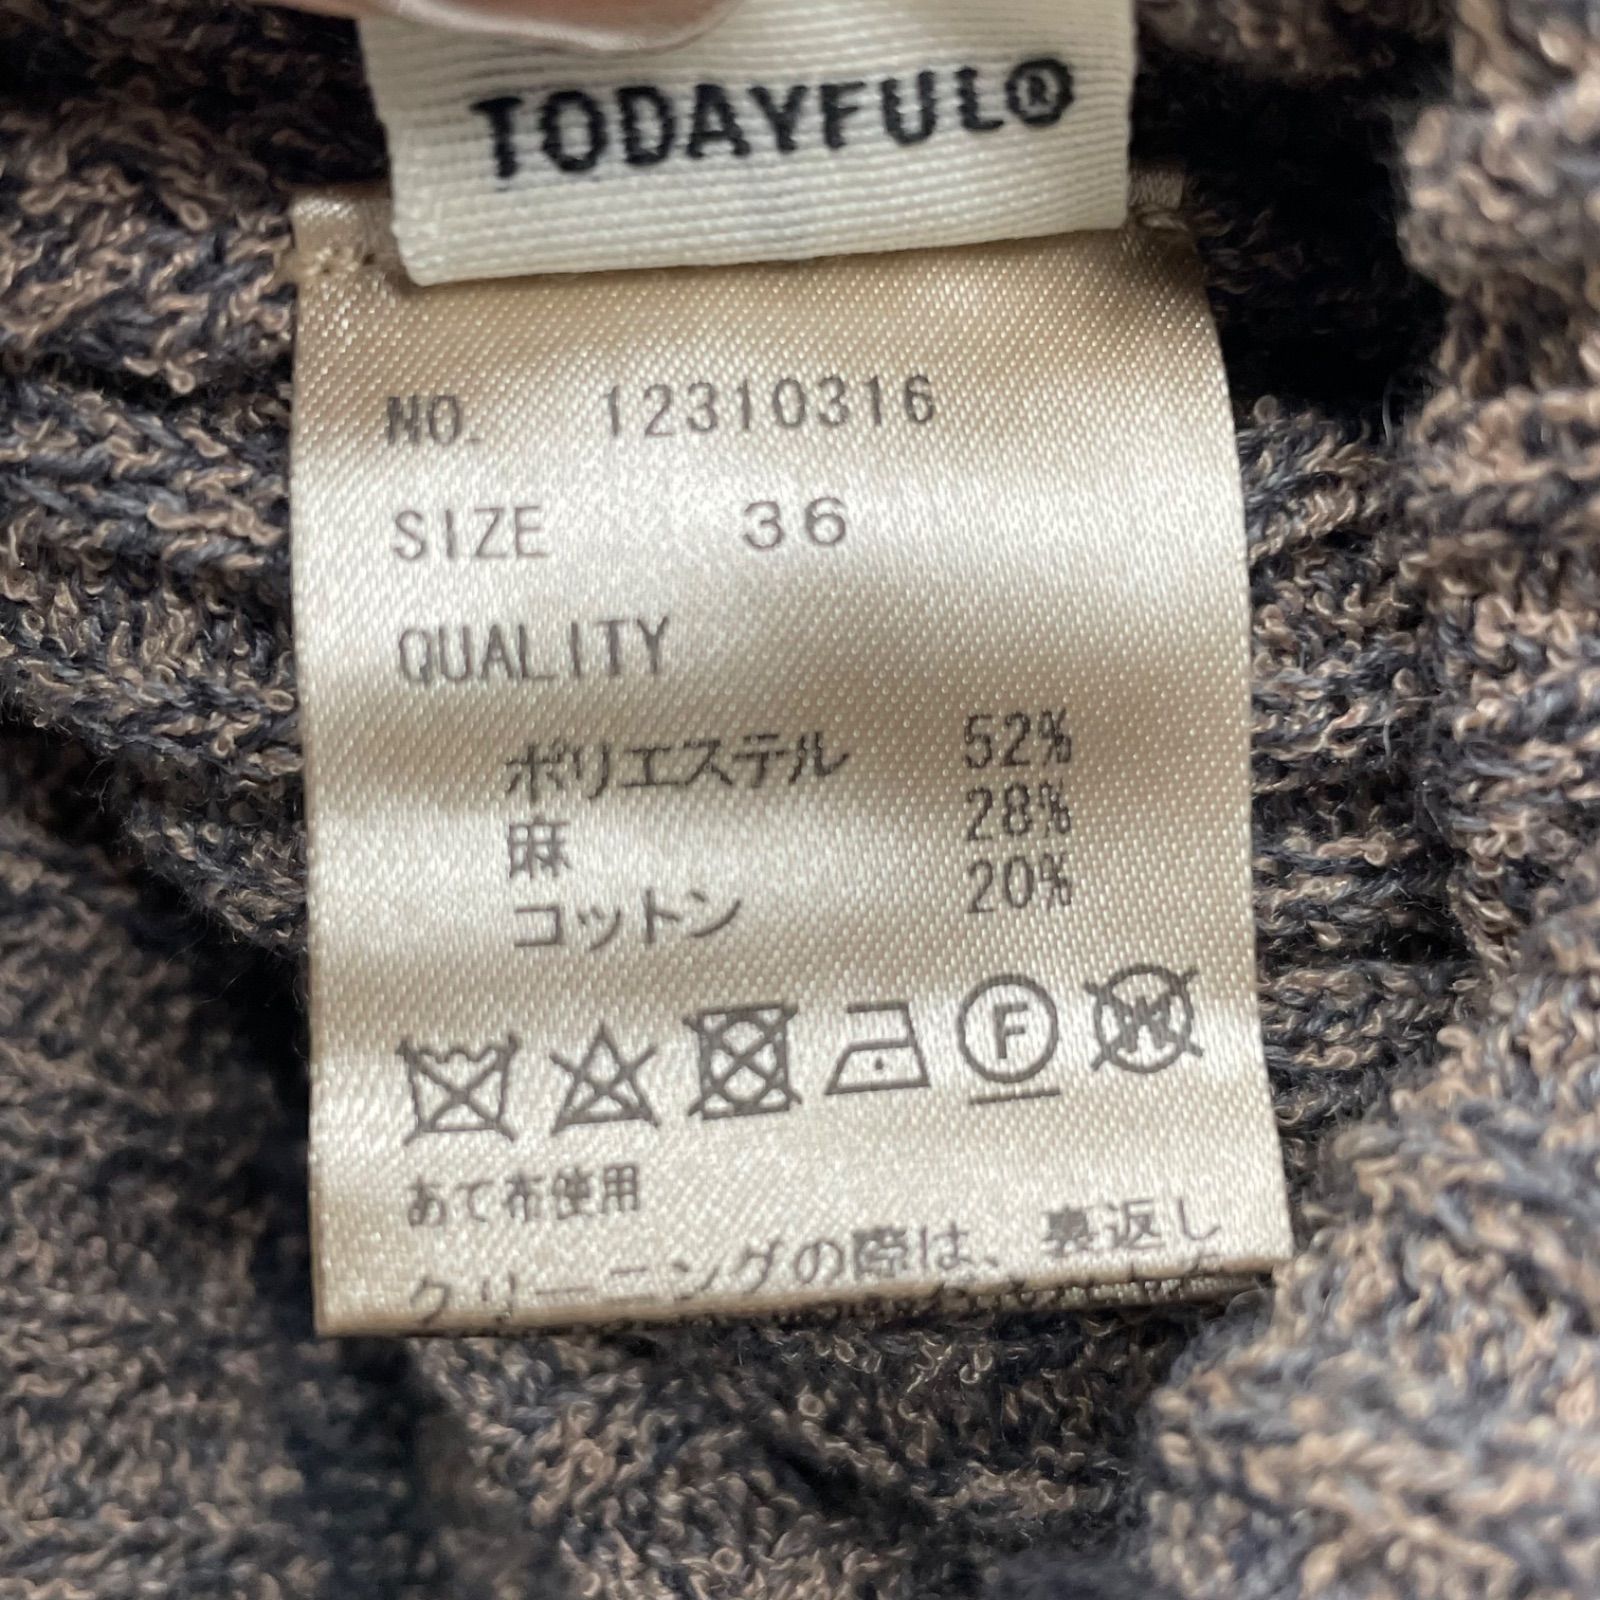 TODAYFUL®
NO. 12310316
SIZE 36
QUALITY
ポリエステル 52%
麻 28%
コットン 20%
F
W
あて布使用
クリーニングの際は、裏返し